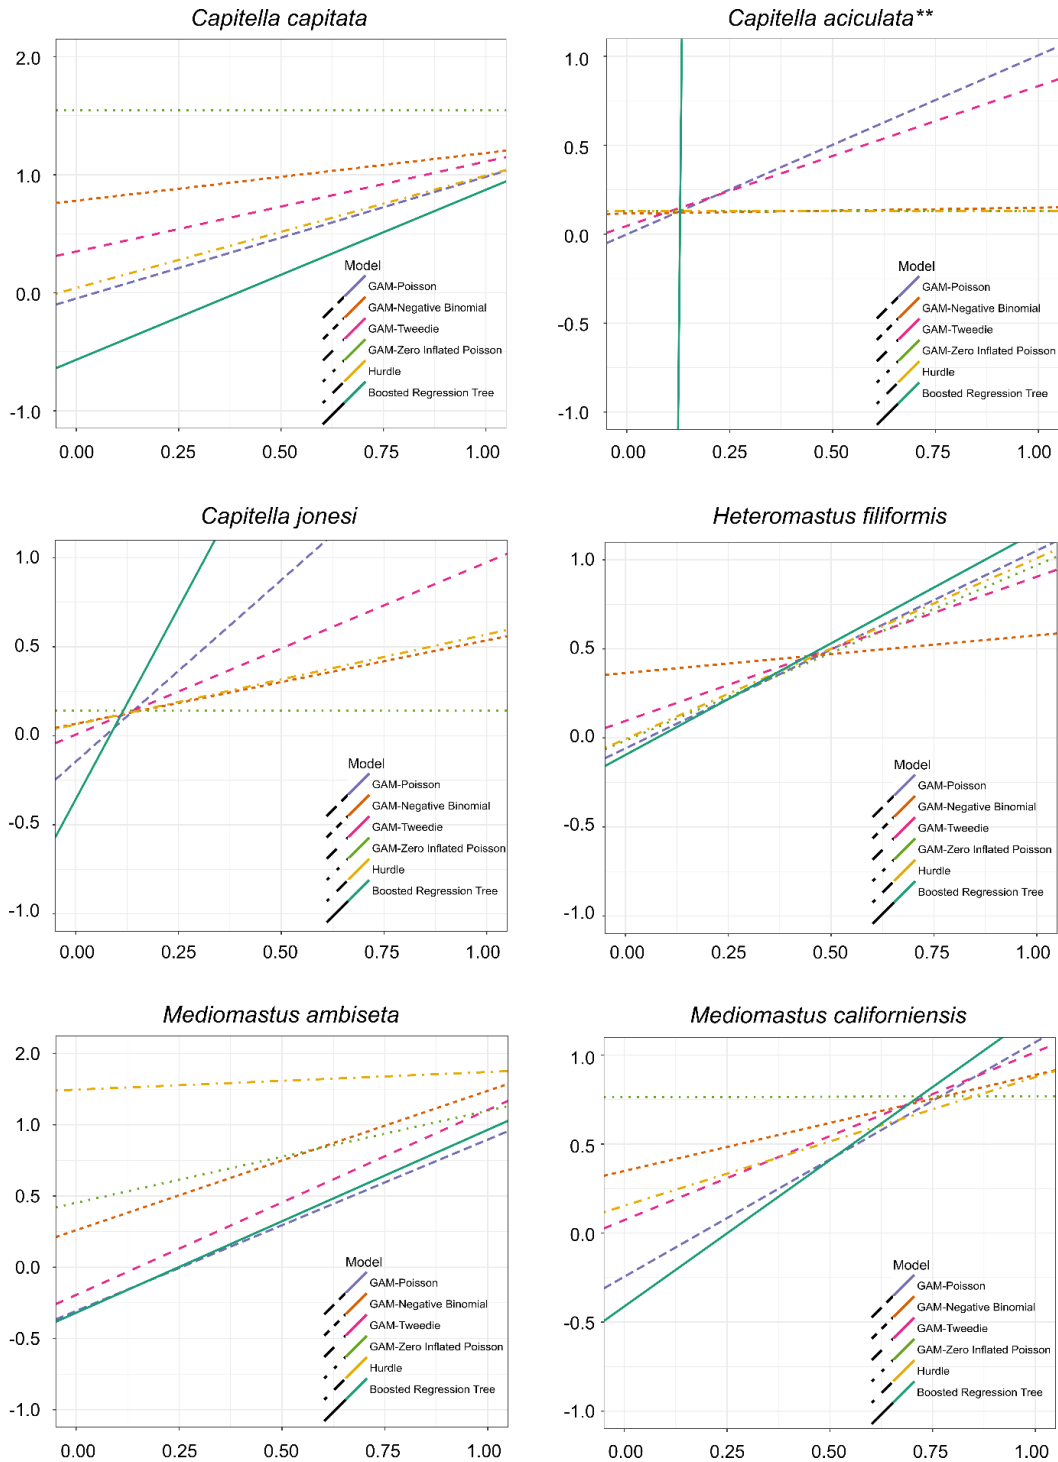 Capitella capitata
2.0
1.0
0.0
-1.0
Model
GAM-Poisson
GAM-Negative Binomial
GAM-Tweedie
GAM-Zero Inflated Poisson
Hurdle
Boosted Regression Tree
0.00 0.25 0.50 0.75 1.00
Capitella aciculata**
1.0
0.5
0.0
-0.5
-1.0
Model
GAM-Poisson
GAM-Negative Binomial
GAM-Tweedie
GAM-Zero Inflated Poisson
Hurdle
Boosted Regression Tree
0.00 0.25 0.50 0.75 1.00
Capitella jonesi
1.0
0.5
0.0
-0.5
-1.0
Model
GAM-Poisson
GAM-Negative Binomial
GAM-Tweedie
GAM-Zero Inflated Poisson
Hurdle
Boosted Regression Tree
0.00 0.25 0.50 0.75 1.00
Heteromastus filiformis
1.0
0.5
0.0
-0.5
-1.0
Model
GAM-Poisson
GAM-Negative Binomial
GAM-Tweedie
GAM-Zero Inflated Poisson
Hurdle
Boosted Regression Tree
0.00 0.25 0.50 0.75 1.00
Mediomastus ambiseta
2.0
1.0
0.5
0.0
-0.5
-1.0
Model
GAM-Poisson
GAM-Negative Binomial
GAM-Tweedie
GAM-Zero Inflated Poisson
Hurdle
Boosted Regression Tree
0.00 0.25 0.50 0.75 1.00
Mediomastus californiensis
1.0
0.5
0.0
-0.5
-1.0
Model
GAM-Poisson
GAM-Negative Binomial
GAM-Tweedie
GAM-Zero Inflated Poisson
Hurdle
Boosted Regression Tree
0.00 0.25 0.50 0.75 1.00